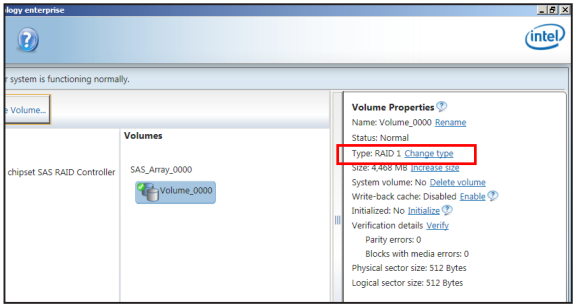 ology enterprise
intel
r system is functioning normally.
e Volume...
Volumes
chipset SAS RAID Controller
SAS_Array_0000
Volume_0000
Volume Properties
Name: Volume_0000 Rename
Status: Normal
Type: RAID 1 Change type
Size: 4,468 MB Increase size
System volume: No Delete volume
Write-back cache: Disabled Enable
Initialized: No Initialize
Verification details Verify
Parity errors: 0
Blocks with media errors: 0
Physical sector size: 512 Bytes
Logical sector size: 512 Bytes